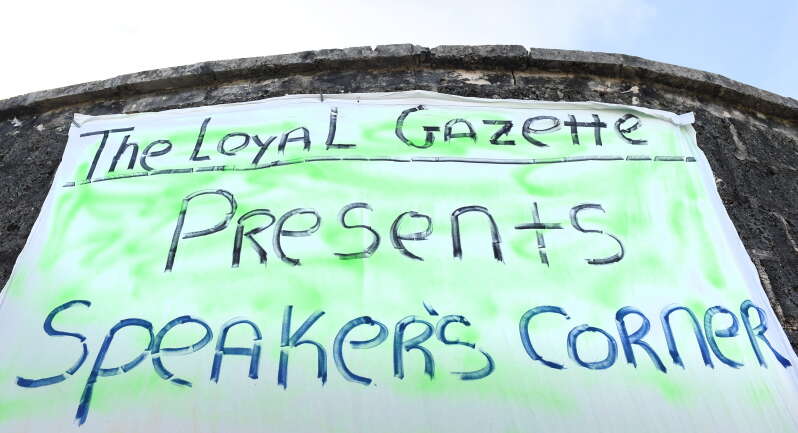 The Loyal Gazette
Presents
Speaker's Corner